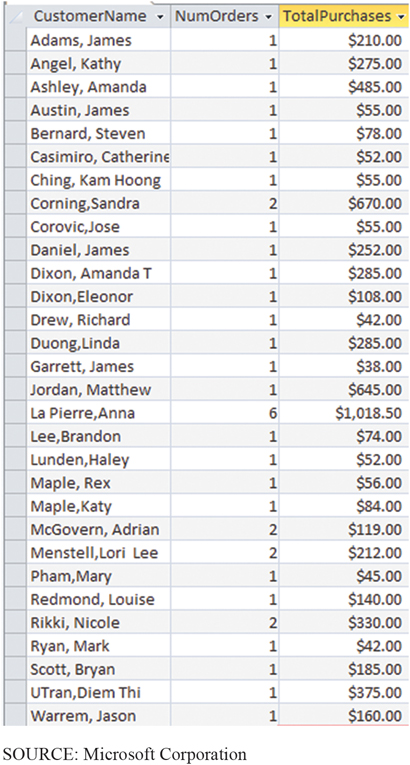 CustomerName NumOrders TotalPurchases
Adams, James 1 $210.00
Angel, Kathy 1 $275.00
Ashley, Amanda 1 $485.00
Austin, James 1 $55.00
Bernard, Steven 1 $78.00
Casimiro, Catherine 1 $52.00
Ching, Kam Hoong 1 $55.00
Corning,Sandra 2 $670.00
Corovic,Jose 1 $55.00
Daniel, James 1 $252.00
Dixon, Amanda T 1 $285.00
Dixon,Eleonor 1 $108.00
Drew, Richard 1 $42.00
Duong,Linda 1 $285.00
Garrett, James 1 $38.00
Jordan, Matthew 1 $645.00
La Pierre,Anna 6 $1,018.50
Lee,Brandon 1 $74.00
Lunden,Haley 1 $52.00
Maple, Rex 1 $56.00
Maple,Katy 1 $84.00
McGovern, Adrian 2 $119.00
Menstell,Lori Lee 2 $212.00
Pham,Mary 1 $45.00
Redmond, Louise 1 $140.00
Rikki, Nicole 2 $330.00
Ryan, Mark 1 $42.00
Scott, Bryan 1 $185.00
UTran,Diem Thi 1 $375.00
Warrem, Jason 1 $160.00
SOURCE: Microsoft Corporation